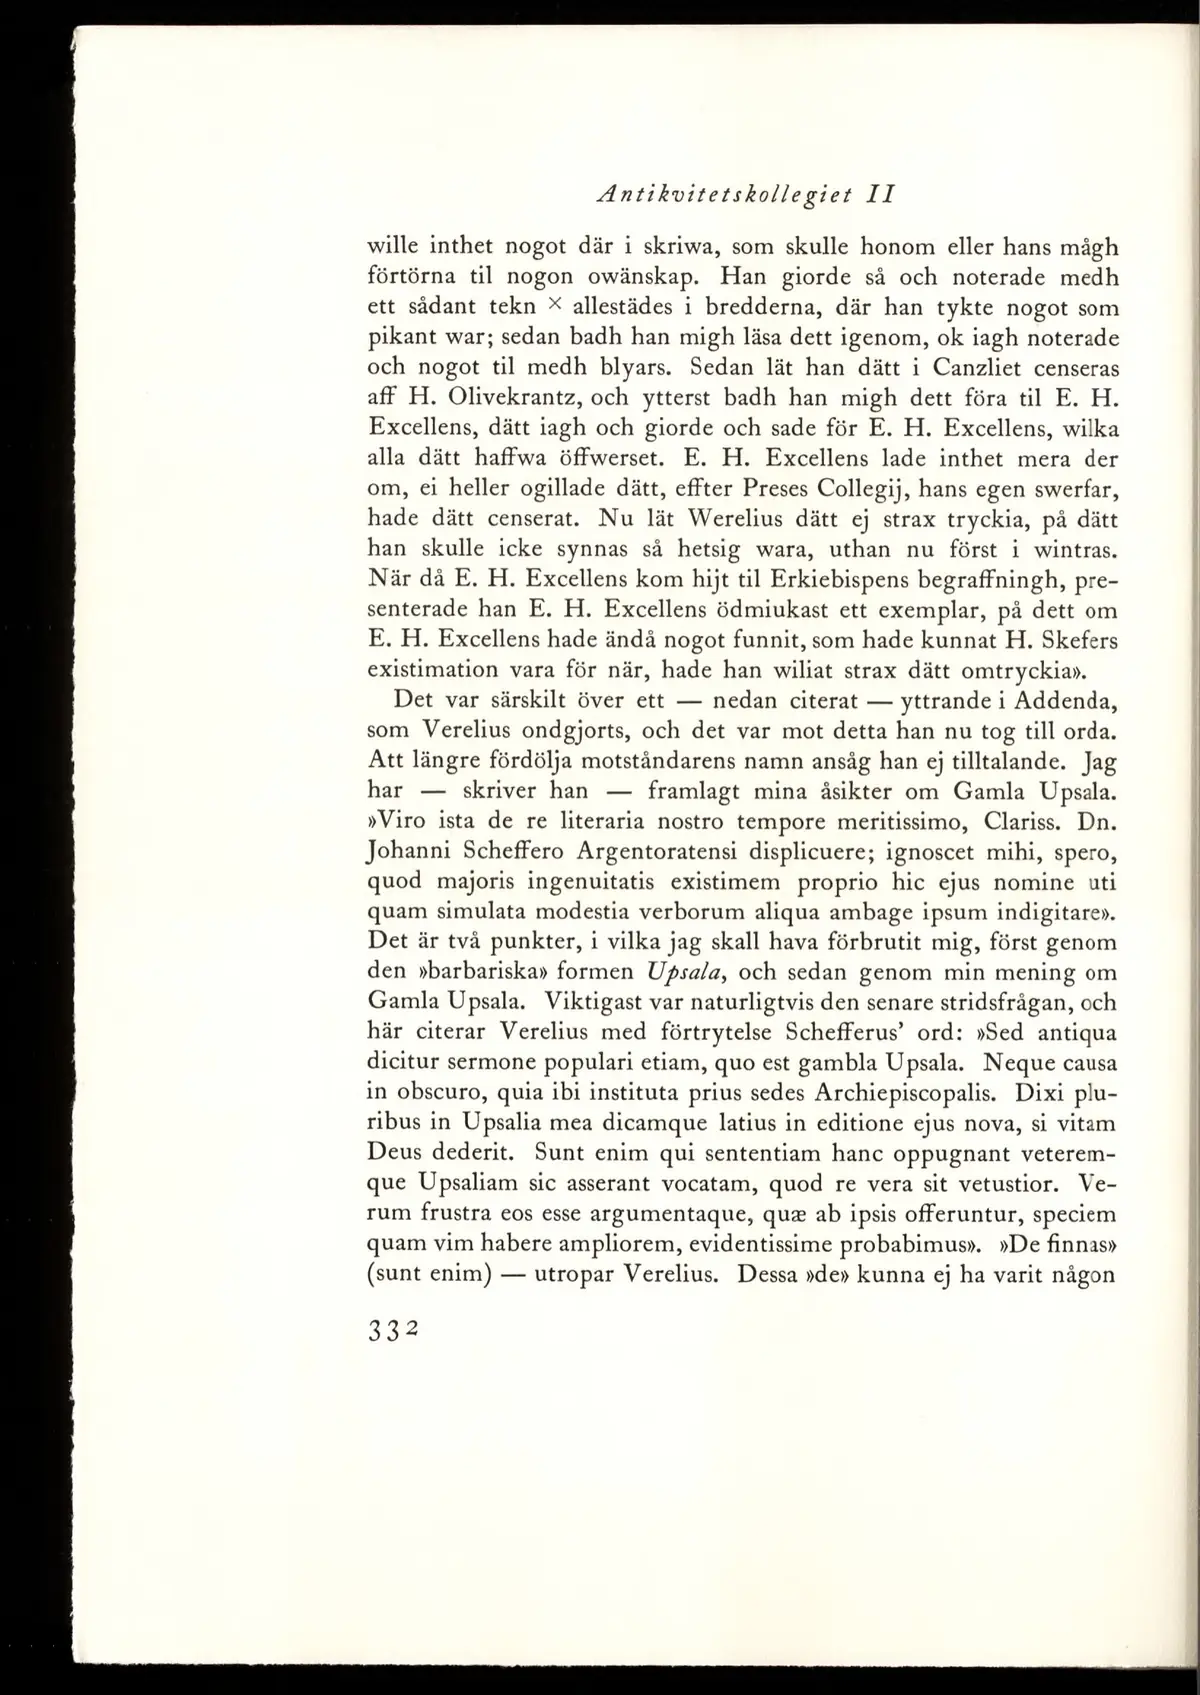 Antikvitetskollegiet II
wille inthet nogot där i skriwa, som skulle honom eller hans mågh
förtörna til nogon owänskap. Han giorde så och noterade medh
ett sådant tekn × allestädes i bredderna, där han tykte nogot som
pikant war; sedan badh han migh läsa dett igenom, ok iagh noterade
och nogot til medh blyars. Sedan lät han dätt i Canzliet censeras
aff H. Olivekrantz, och ytterst badh han migh dett föra til E. H.
Excellens, dätt iagh och giorde och sade för E. H. Excellens, wilka
alla dätt haffwa öffwerset. E. H. Excellens lade inthet mera der
om, ei heller ogillade dätt, effter Preses Collegij, hans egen swerfar,
hade dätt censerat. Nu lät Werelius dätt ej strax tryckia, på dätt
han skulle icke synnas så hetsig wara, uthan nu först i wintras.
När då E. H. Excellens kom hijt til Erkiebispens begraffningh, pre-
senterade han E. H. Excellens ödmiukast ett exemplar, på dett om
E. H. Excellens hade ändå nogot funnit, som hade kunnat H. Skefers
existimation vara för när, hade han wiliat strax dätt omtryckia».
Det var särskilt över ett — nedan citerat — yttrande i Addenda,
som Verelius ondgjorts, och det var mot detta han nu tog till orda.
Att längre fördölja motståndarens namn ansåg han ej tilltalande. Jag
har — skriver han — framlagt mina åsikter om Gamla Upsala.
»Viro ista de re literaria nostro tempore meritissimo, Clariss. Dn.
Johanni Scheffero Argentoratensi displicuere; ignoscet mihi, spero,
quod majoris ingenuitatis existimem proprio hic ejus nomine uti
quam simulata modestia verborum aliqua ambage ipsum indigitare».
Det är två punkter, i vilka jag skall hava förbrutit mig, först genom
den »barbariska» formen Upsala, och sedan genom min mening om
Gamla Upsala. Viktigast var naturligtvis den senare stridsfrågan, och
här citerar Verelius med förtrytelse Schefferus’ ord: »Sed antiqua
dicitur sermone populari etiam, quo est gambla Upsala. Neque causa
in obscuro, quia ibi instituta prius sedes Archiepiscopalis. Dixi plu-
ribus in Upsalia mea dicamque latius in editione ejus nova, si vitam
Deus dederit. Sunt enim qui sententiam hanc oppugnant veterem-
que Upsaliam sic asserant vocatam, quod re vera sit vetustior. Ve-
rum frustra eos esse argumentaque, quæ ab ipsis offeruntur, speciem
quam vim habere ampliorem, evidentissime probabimus». »De finnas»
(sunt enim) — utropar Verelius. Dessa »de» kunna ej ha varit någon
332